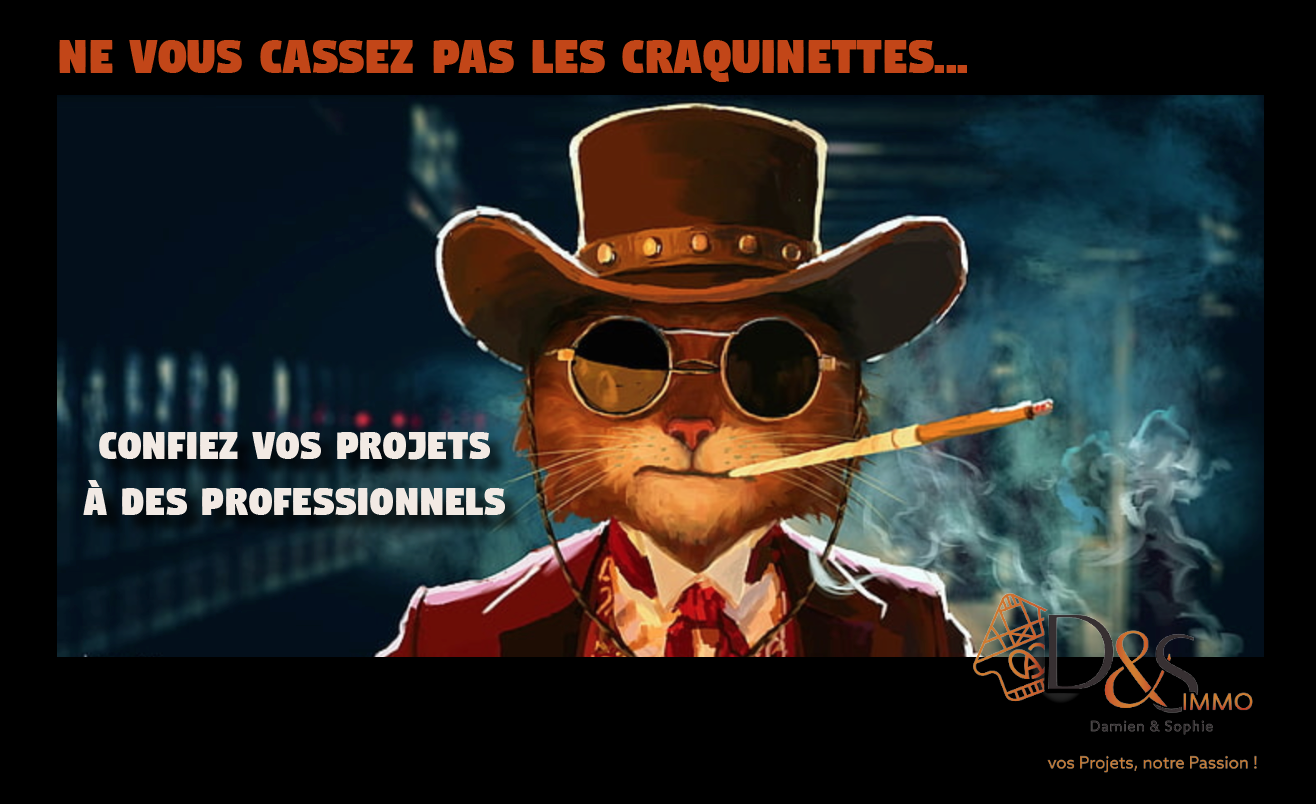 NE VOUS CASSEZ PAS LES CRAQUINETTES...
CONFIEZ VOS PROJETS
À DES PROFESSIONNELS
D&S
IMMO
Damien & Sophie
vos Projets, notre Passion !